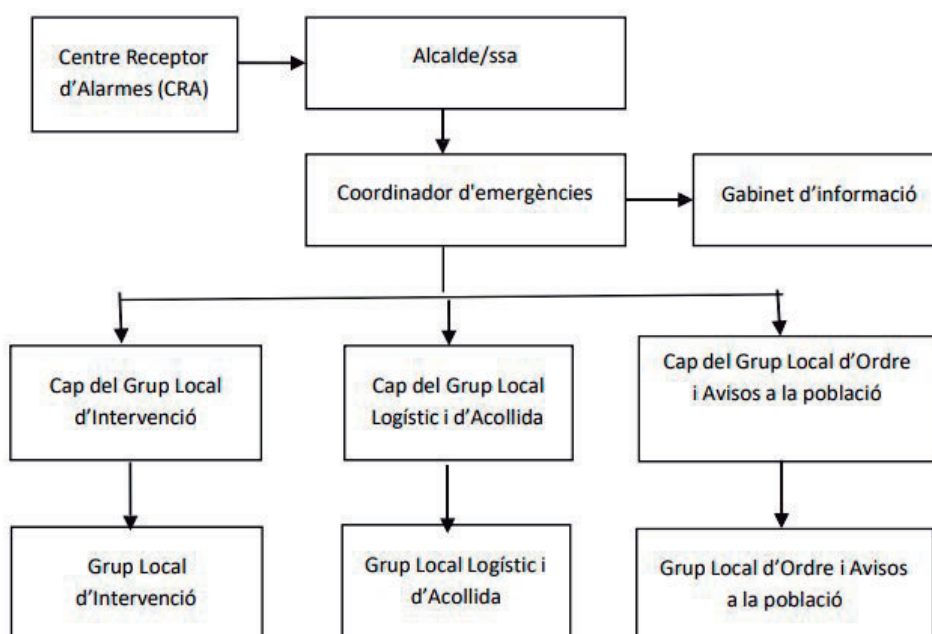 Centre Receptor
d'Alarmes (CRA)
Alcalde/ssa
Coordinador d'emergències
Gabinet d'informació
Cap del Grup Local
d'Intervenció
Cap del Grup Local
Logístic i d'Acollida
Cap del Grup Local d'Ordre
i Avisos a la població
Grup Local
d'Intervenció
Grup Local Logístic i
d'Acollida
Grup Local d'Ordre i Avisos
a la població